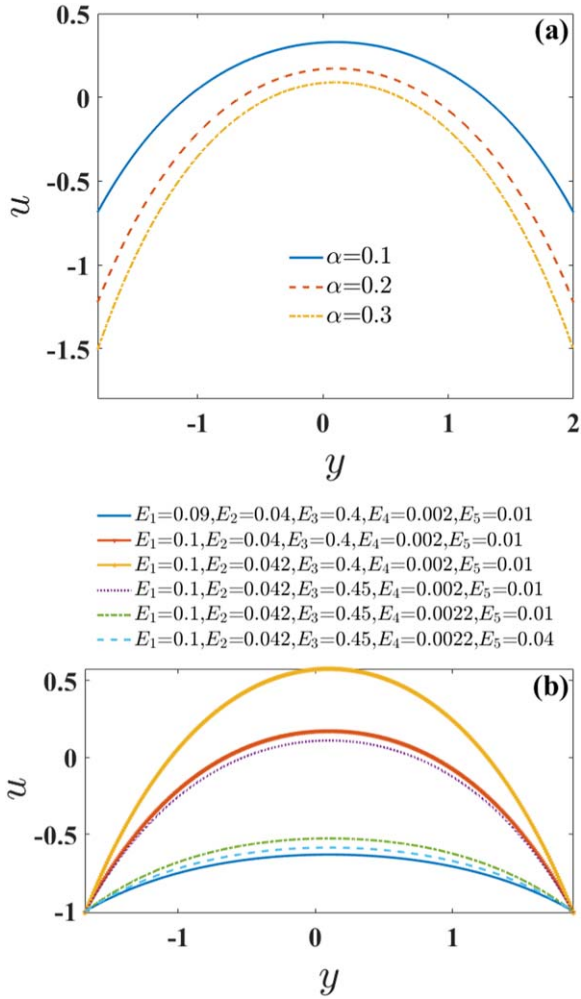 0.5
(a)
0
-0.5
u
α=0.1
-1
α=0.2
α=0.3
-1.5
-1
0
1
2
y
E1=0.09,E2=0.04,E3=0.4,E4=0.002,E5=0.01
E1=0.1,E2=0.04,E3=0.4,E4=0.002,E5=0.01
E1=0.1,E2=0.042,E3=0.4,E4=0.002,E5=0.01
E1=0.1,E2=0.042,E3=0.45,E4=0.002,E5=0.01
E1=0.1,E2=0.042,E3=0.45,E4=0.0022,E5=0.01
E1=0.1,E2=0.042,E3=0.45,E4=0.0022,E5=0.04
0.5
(b)
u
0
-0.5
-1
-1
0
1
y